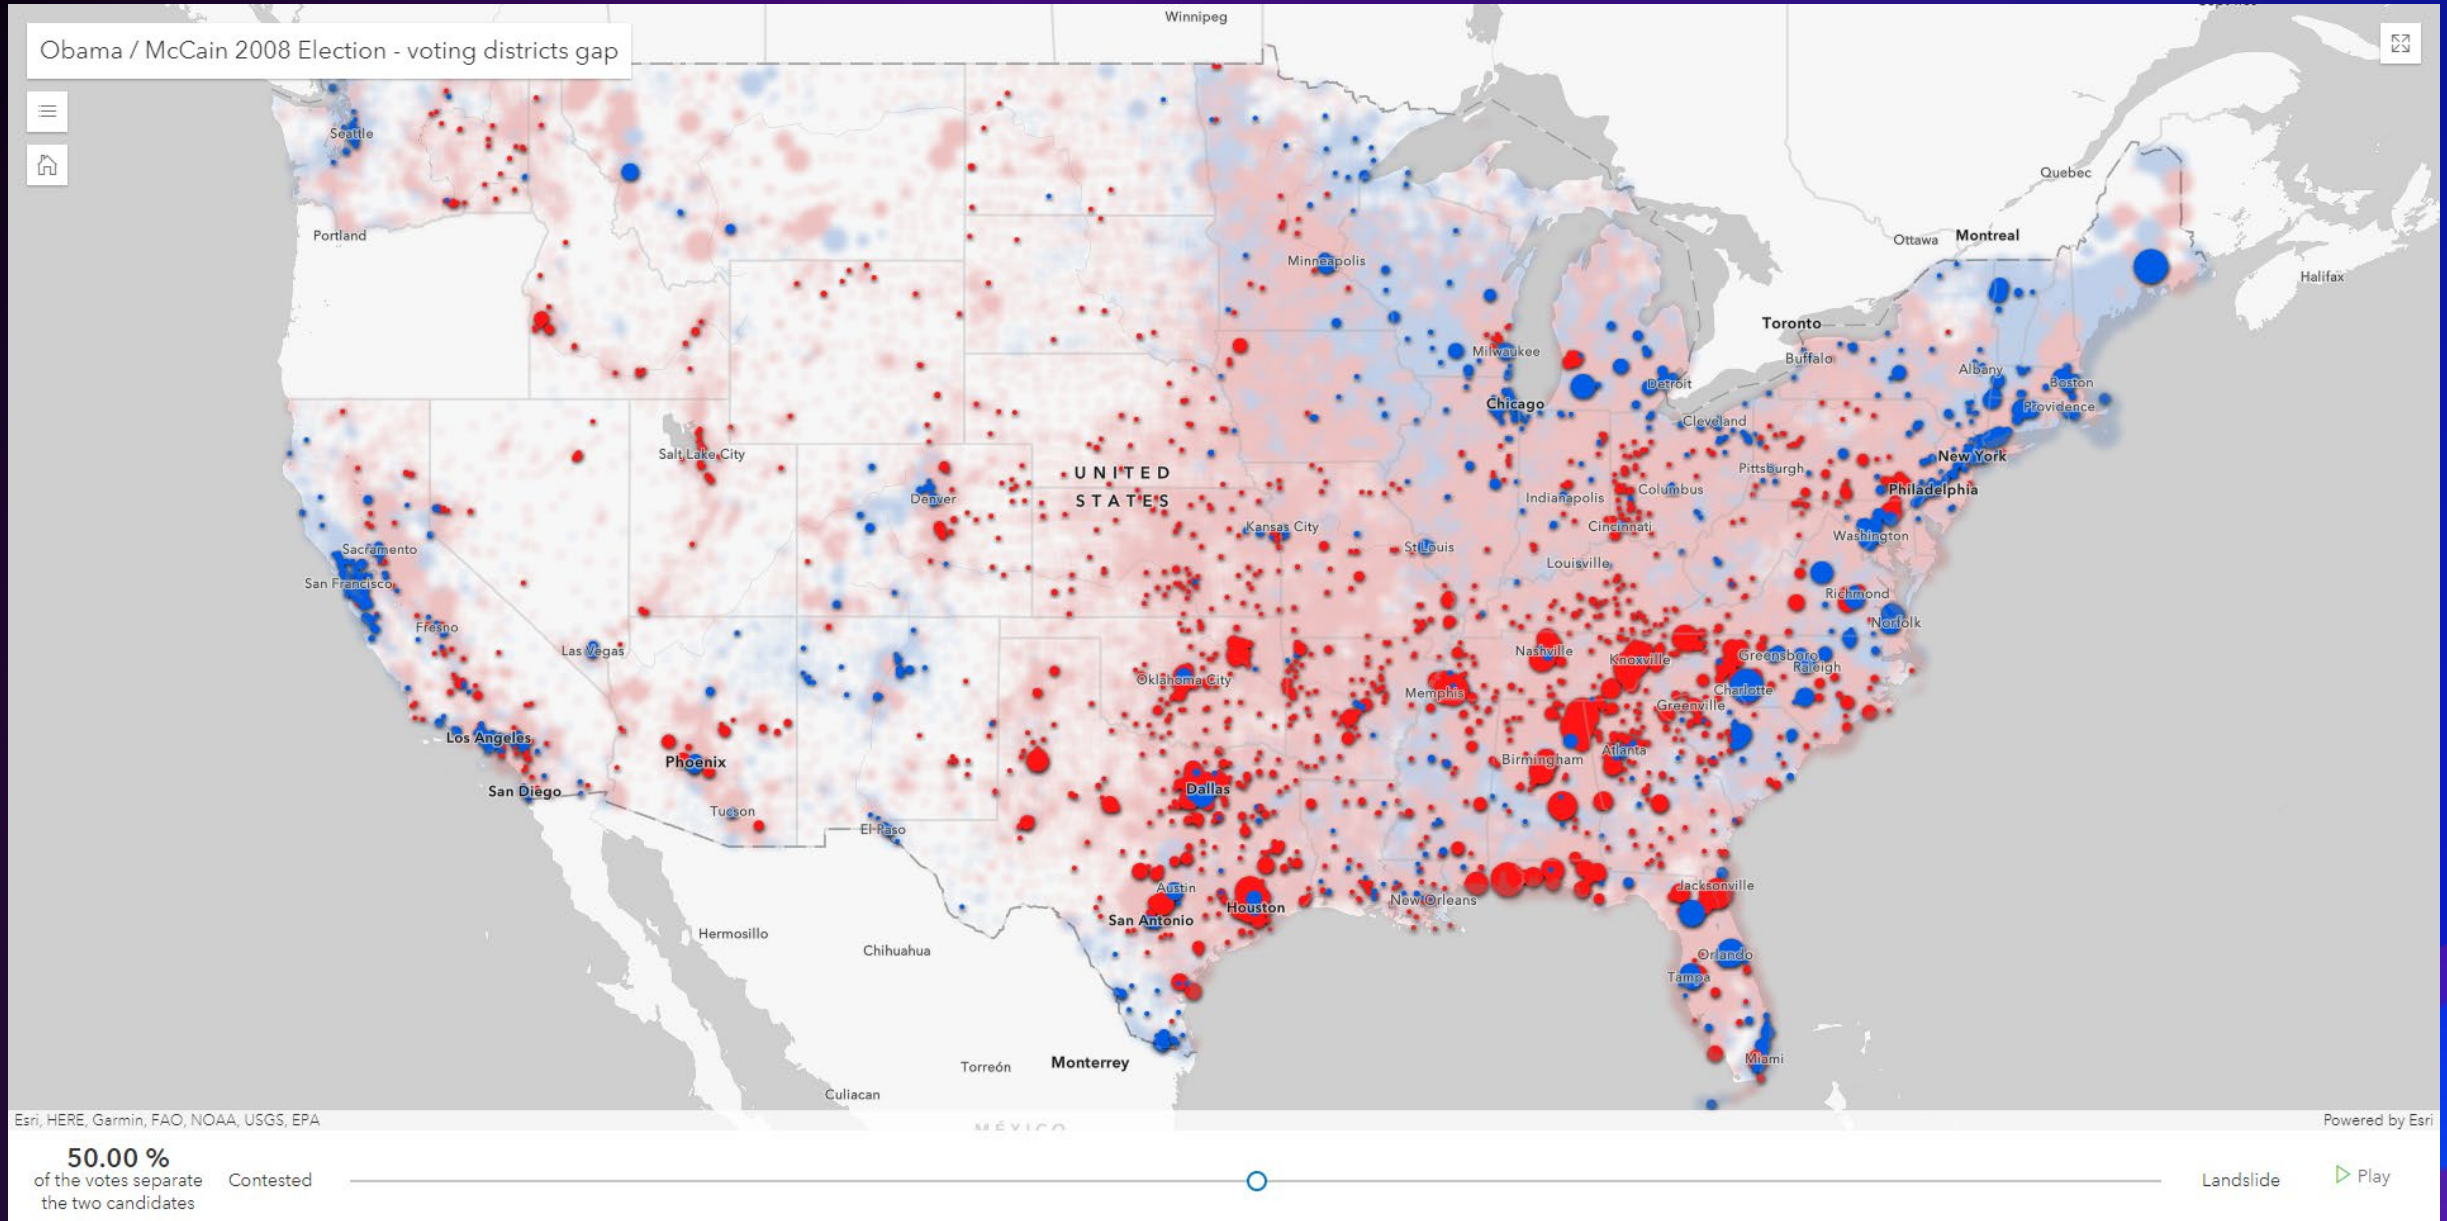 Winnipeg
Obama / McCain 2008 Election - voting districts gap
Seattle
Quebec
Portland
Ottawa
Montreal
Minneapolis
Halifax
Toronto
Milwaukee
Buffalo
Albany
Boston
Detroit
Chicago
Providence
Cleveland
Salt Lake City
UNITED
STATES
New York
Pittsburgh
Denver
Indianapolis
Columbus
Philadelphia
Kansas City
Cincinnati
Washington
Sacramento
St Louis
San Francisco
Louisville
Richmond
Fresno
Norfolk
Las Vegas
Nashville
Knoxville
Greensboro
Raleigh
Oklahoma City
Memphis
Charlotte
Greenville
Los Angeles
Atlanta
Phoenix
Birmingham
San Diego
Dallas
Tucson
El Paso
Austin
Jacksonville
New Orleans
Houston
San Antonio
Hermosillo
Chihuahua
Orlando
Tampa
Miami
Monterrey
Torreón
Culiacan
Esri, HERE, Garmin, FAO, NOAA, USGS, EPA
Powered by Esri
MÉXICO
50.00 %
of the votes separate
the two candidates
Contested
Landslide
Play